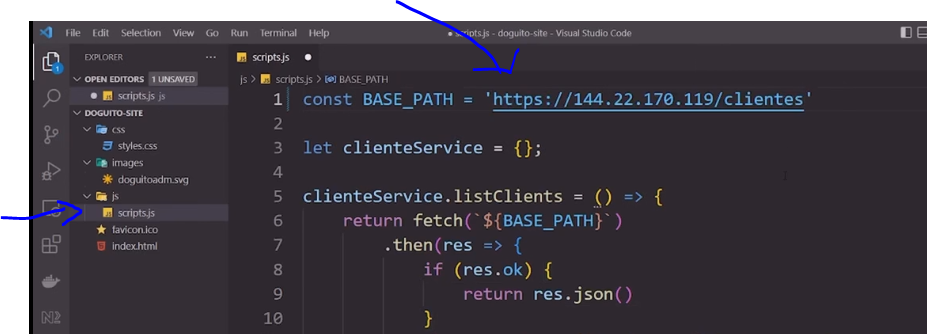 File Edit Selection View Go Run Terminal Help
● scripts.js - doguito-site - Visual Studio Code
EXPLORER ···
scripts.js ●
OPEN EDITORS 1 UNSAVED
● scripts.js js
DOGUITO-SITE
css
styles.css
images
doguitoadm.svg
js
scripts.js
favicon.ico
index.html
1
js > scripts.js > BASE_PATH
1 const BASE_PATH = 'https://144.22.170.119/clientes'
2
3 let clienteService = {};
4
5 clienteService.listClients = () => {
6 return fetch(`${BASE_PATH}`)
7 .then(res => {
8 if (res.ok) {
9 return res.json()
10 }